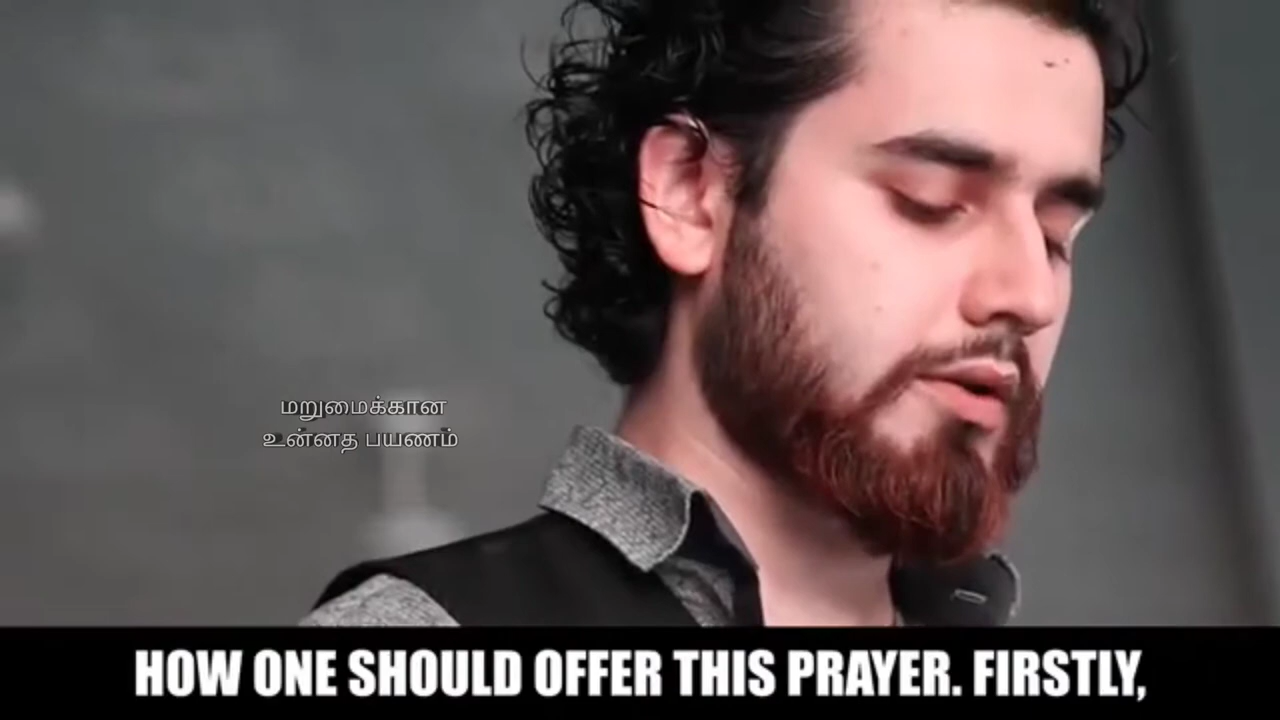 மறுமைக்கான
உன்னத பயணம்
HOW ONE SHOULD OFFER THIS PRAYER. FIRSTLY,